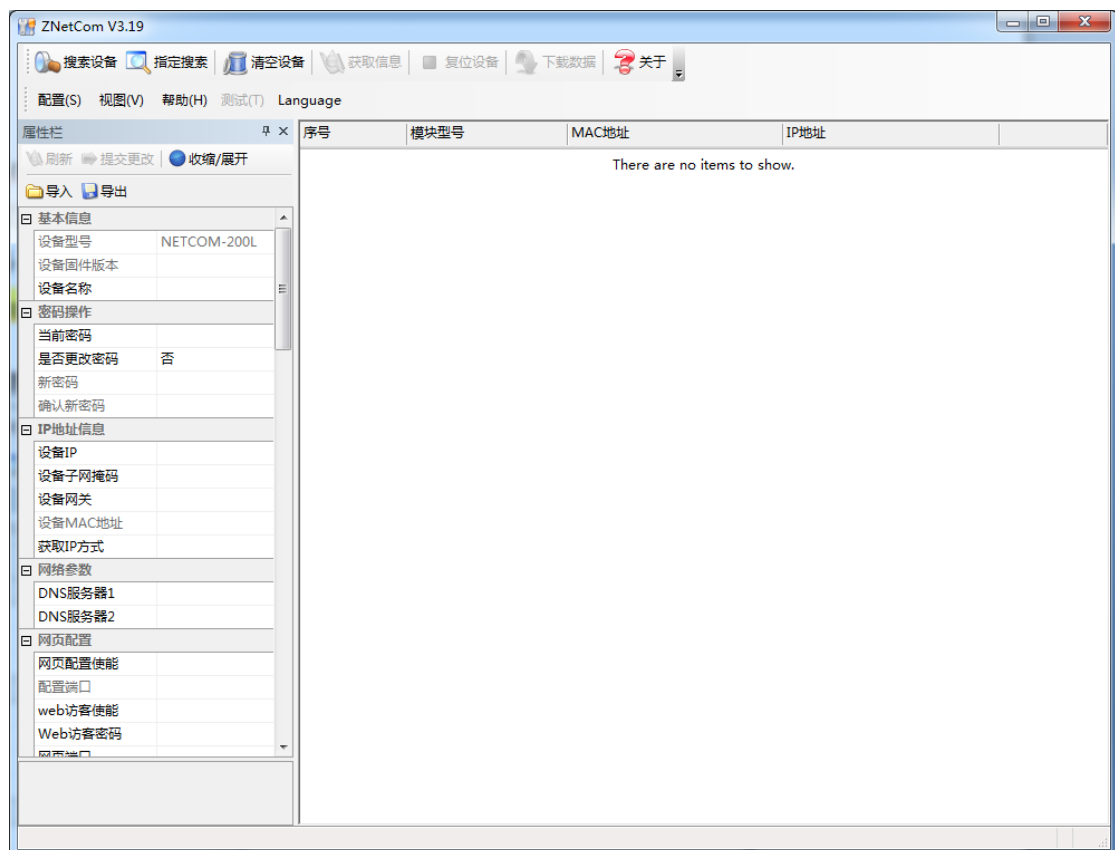 ZNetCom V3.19
搜索设备 指定搜索 清空设备 获取信息 复位设备 下载数据 关于
配置(S) 视图(V) 帮助(H) 测试(T) Language
属性栏
刷新 提交更改 收缩/展开
导入 导出
基本信息
设备型号 NETCOM-200L
设备固件版本
设备名称
密码操作
当前密码
是否更改密码 否
新密码
确认新密码
IP地址信息
设备IP
设备子网掩码
设备网关
设备MAC地址
获取IP方式
网络参数
DNS服务器1
DNS服务器2
网页配置
网页配置使能
配置端口
web访客使能
Web访客密码
网页端口
序号 模块型号 MAC地址 IP地址
There are no items to show.